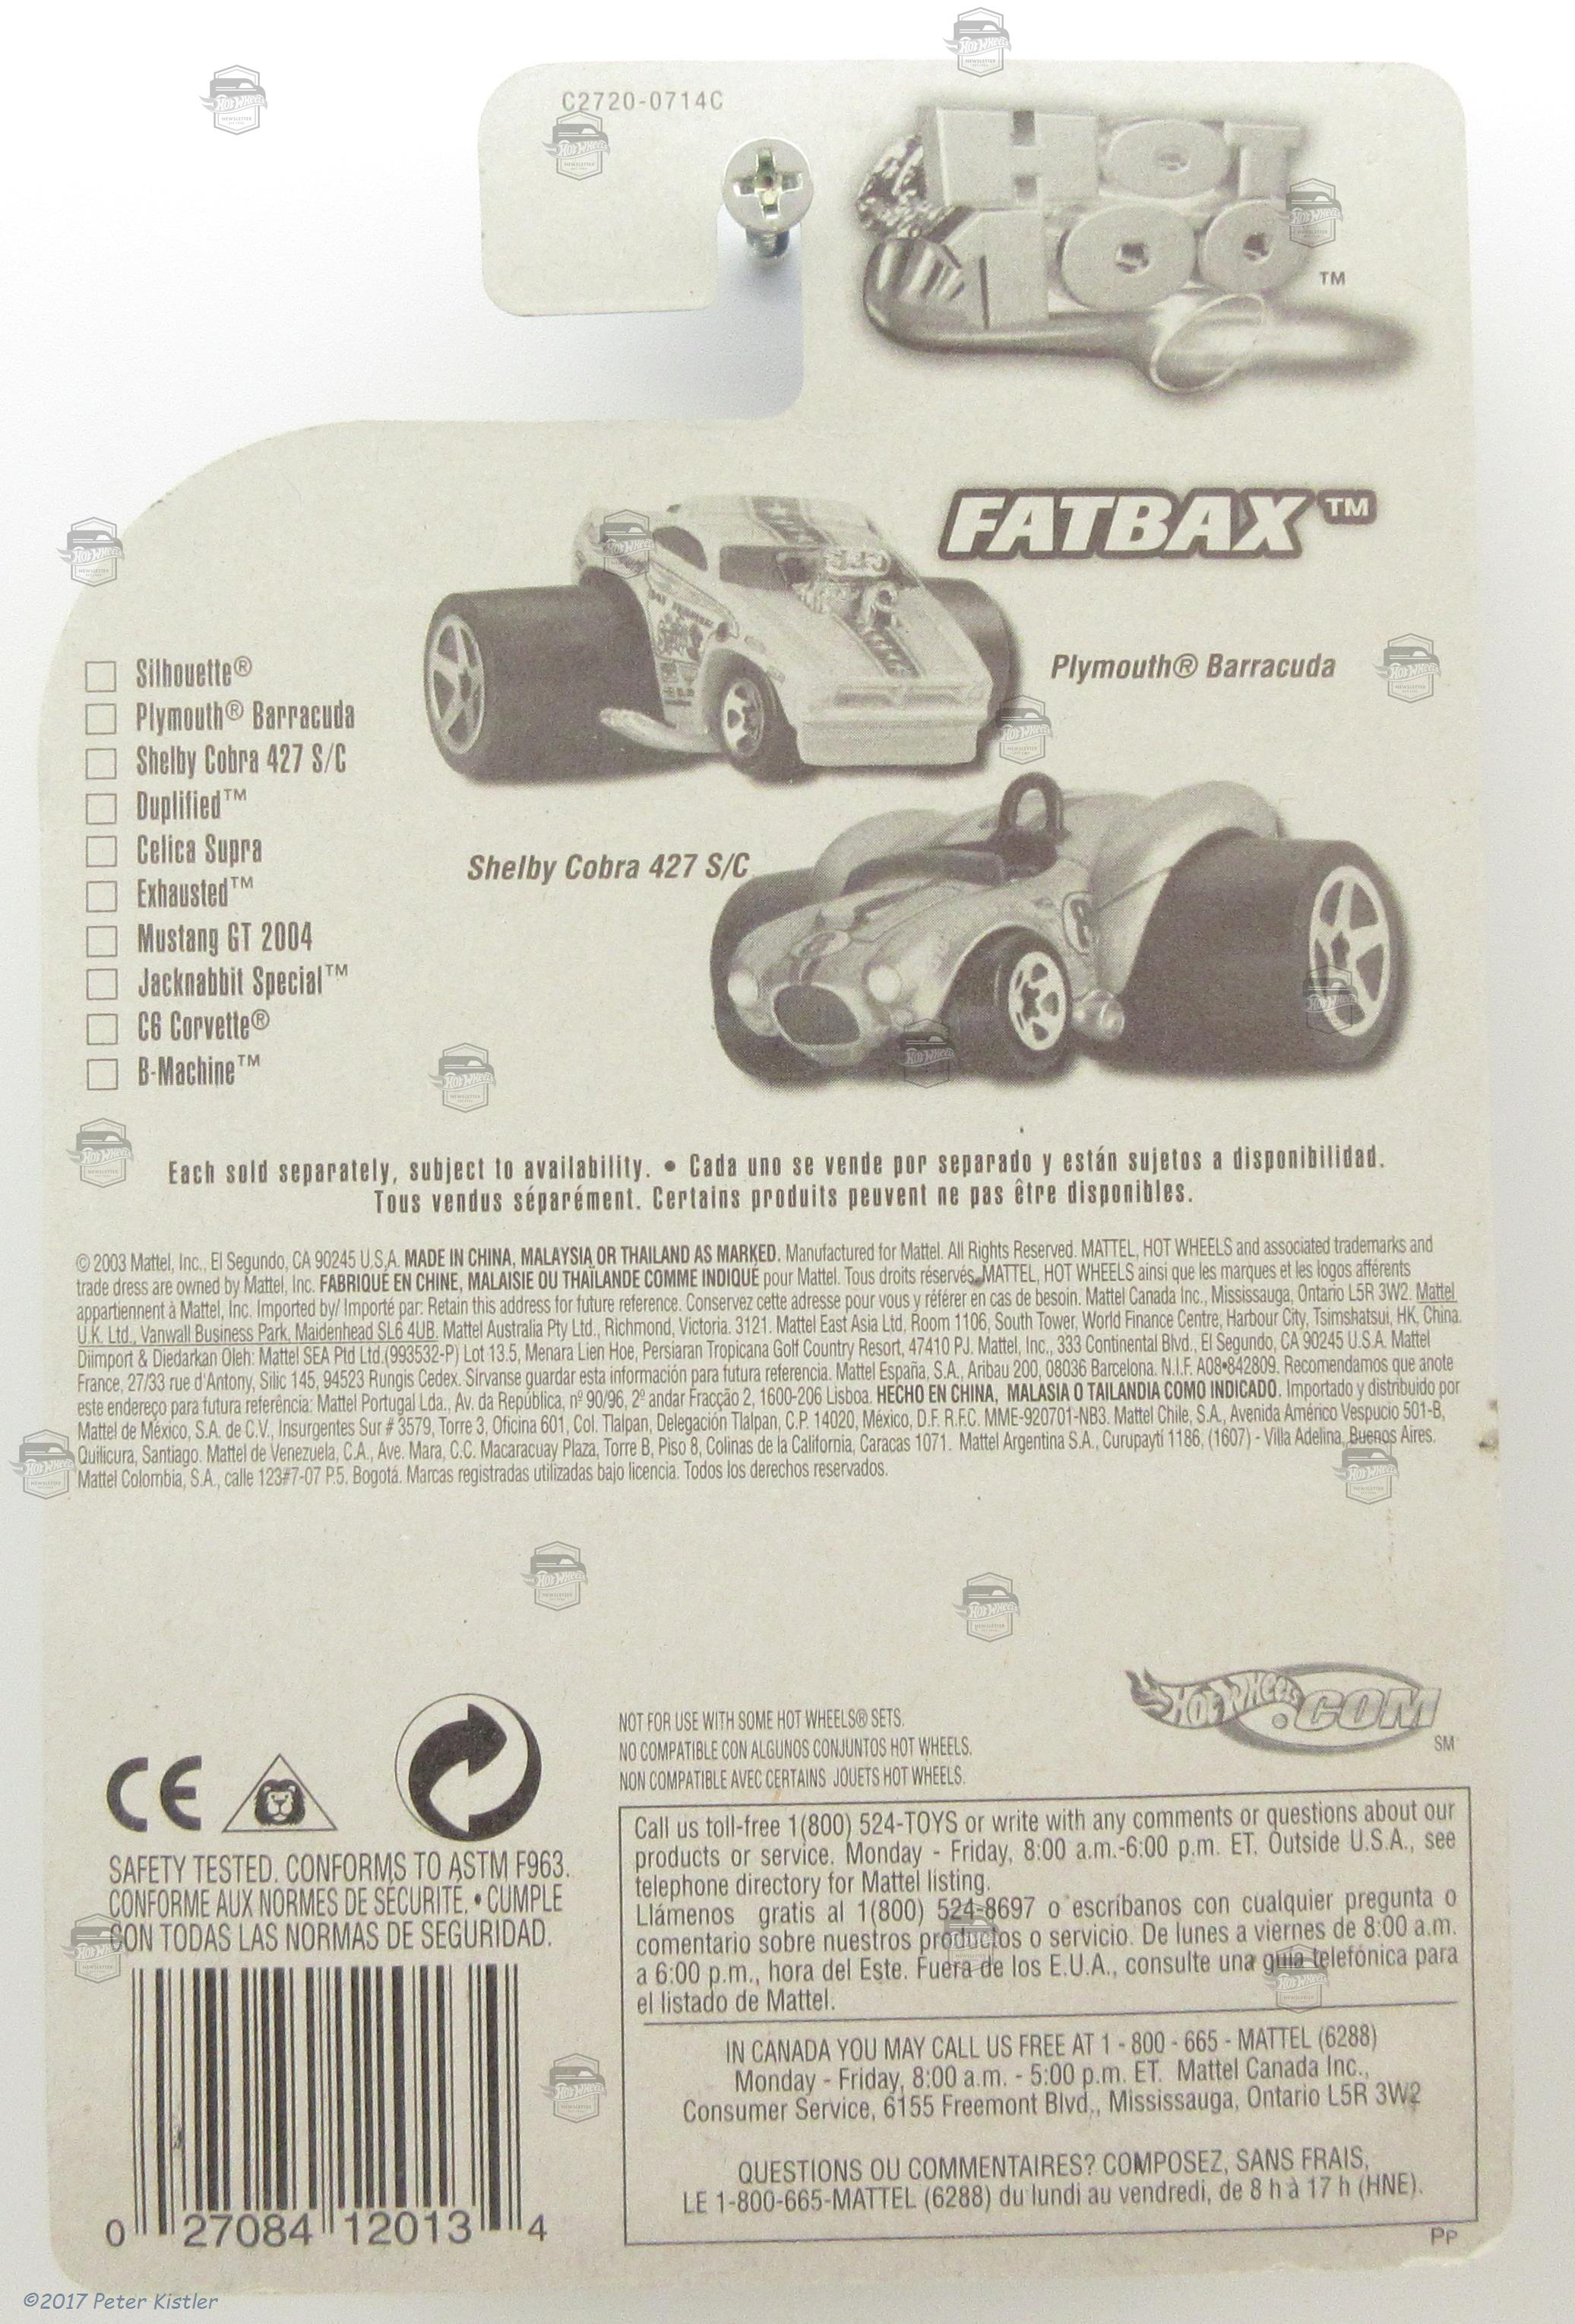 C2720-0714C
HOT
100
TM
FATBAX™
Plymouth® Barracuda
Shelby Cobra 427 S/C
Silhouette®
Plymouth® Barracuda
Shelby Cobra 427 S/C
Duplified™
Celica Supra
Exhausted™
Mustang GT 2004
Jacknabbit Special™
C6 Corvette®
B-Machine™
Each sold separately, subject to availability. • Cada uno se vende por separado y están sujetos a disponibilidad.
Tous vendus séparément. Certains produits peuvent ne pas être disponibles.
© 2003 Mattel, Inc., El Segundo, CA 90245 U.S.A. MADE IN CHINA, MALAYSIA OR THAILAND AS MARKED. Manufactured for Mattel. All Rights Reserved. MATTEL, HOT WHEELS and associated trademarks and
trade dress are owned by Mattel, Inc. FABRIQUÉ EN CHINE, MALAISIE OU THAÏLANDE COMME INDIQUÉ pour Mattel. Tous droits réservés. MATTEL, HOT WHEELS ainsi que les marques et les logos afférents
appartiennent à Mattel, Inc. Imported by/ Importé par: Retain this address for future reference. Conservez cette adresse pour vous y référer en cas de besoin. Mattel Canada Inc., Mississauga, Ontario L5R 3W2. Mattel
U.K. Ltd., Vanwall Business Park, Maidenhead SL6 4UB. Mattel Australia Pty Ltd., Richmond, Victoria. 3121. Mattel East Asia Ltd, Room 1106, South Tower, World Finance Centre, Harbour City, Tsimshatsui, HK, China.
Diimport & Diedarkan Oleh: Mattel SEA Ptd Ltd.(993532-P) Lot 13.5, Menara Lien Hoe, Persiaran Tropicana Golf Country Resort, 47410 PJ. Mattel, Inc., 333 Continental Blvd., El Segundo, CA 90245 U.S.A. Mattel
France, 27/33 rue d'Antony, Silic 145, 94523 Rungis Cedex. Sírvanse guardar esta información para futura referencia. Mattel España, S.A., Aribau 200, 08036 Barcelona. N.I.F. A08•842809. Recomendamos que anote
este endereço para futura referência: Mattel Portugal Lda., Av. da República, nº 90/96, 2º andar Fracção 2, 1600-206 Lisboa. HECHO EN CHINA, MALASIA O TAILANDIA COMO INDICADO. Importado y distribuido por
Mattel de México, S.A. de C.V., Insurgentes Sur # 3579, Torre 3, Oficina 601, Col. Tlalpan, Delegación Tlalpan, C.P. 14020, México, D.F. R.F.C. MME-920701-NB3. Mattel Chile, S.A., Avenida Américo Vespucio 501-B,
Quilicura, Santiago. Mattel de Venezuela, C.A., Ave. Mara, C.C. Macaracuay Plaza, Torre B, Piso 8, Colinas de la California, Caracas 1071. Mattel Argentina S.A., Curupaytí 1186, (1607) - Villa Adelina, Buenos Aires.
Mattel Colombia, S.A., calle 123#7-07 P.5. Bogotá. Marcas registradas utilizadas bajo licencia. Todos los derechos reservados.
NOT FOR USE WITH SOME HOT WHEELS® SETS.
NO COMPATIBLE CON ALGUNOS CONJUNTOS HOT WHEELS.
NON COMPATIBLE AVEC CERTAINS JOUETS HOT WHEELS.
HOT WHEELS.COM
SM
CE
SAFETY TESTED. CONFORMS TO ASTM F963.
CONFORME AUX NORMES DE SÉCURITÉ. • CUMPLE
CON TODAS LAS NORMAS DE SEGURIDAD.
0 27084 12013 4
Call us toll-free 1(800) 524-TOYS or write with any comments or questions about our
products or service. Monday - Friday, 8:00 a.m.-6:00 p.m. ET. Outside U.S.A., see
telephone directory for Mattel listing.
Llámenos gratis al 1(800) 524-8697 o escríbanos con cualquier pregunta o
comentario sobre nuestros productos o servicio. De lunes a viernes de 8:00 a.m.
a 6:00 p.m., hora del Este. Fuera de los E.U.A., consulte una guía telefónica para
el listado de Mattel.
IN CANADA YOU MAY CALL US FREE AT 1 - 800 - 665 - MATTEL (6288)
Monday - Friday, 8:00 a.m. - 5:00 p.m. ET. Mattel Canada Inc.,
Consumer Service, 6155 Freemont Blvd., Mississauga, Ontario L5R 3W2
QUESTIONS OU COMMENTAIRES? COMPOSEZ, SANS FRAIS,
LE 1-800-665-MATTEL (6288) du lundi au vendredi, de 8 h à 17 h (HNE).
PP
©2017 Peter Kistler